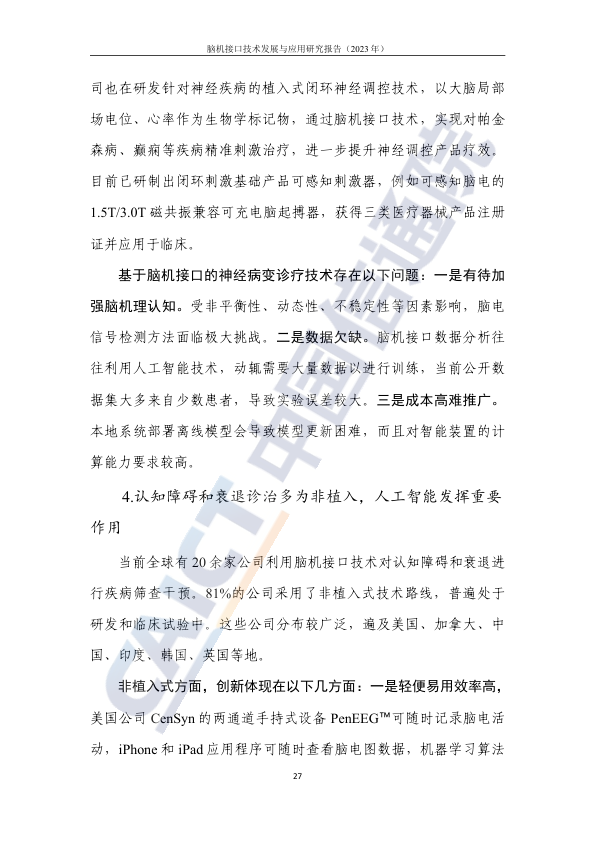 脑机接口技术发展与应用研究报告（2023 年）
司也在研发针对神经疾病的植入式闭环神经调控技术，以大脑局部
场电位、心率作为生物学标记物，通过脑机接口技术，实现对帕金
森病、癫痫等疾病精准刺激治疗，进一步提升神经调控产品疗效。
目前已研制出闭环刺激基础产品可感知刺激器，例如可感知脑电的
1.5T/3.0T 磁共振兼容可充电脑起搏器，获得三类医疗器械产品注册
证并应用于临床。
基于脑机接口的神经病变诊疗技术存在以下问题：一是有待加
强脑机理认知。受非平衡性、动态性、不稳定性等因素影响，脑电
信号检测方法面临极大挑战。二是数据欠缺。脑机接口数据分析往
往利用人工智能技术，动辄需要大量数据以进行训练，当前公开数
据集大多来自少数患者，导致实验误差较大。三是成本高难推广。
本地系统部署离线模型会导致模型更新困难，而且对智能装置的计
算能力要求较高。
4.认知障碍和衰退诊治多为非植入，人工智能发挥重要
作用
当前全球有 20 余家公司利用脑机接口技术对认知障碍和衰退进
行疾病筛查干预。81%的公司采用了非植入式技术路线，普遍处于
研发和临床试验中。这些公司分布较广泛，遍及美国、加拿大、中
国、印度、韩国、英国等地。
非植入式方面，创新体现在以下几方面：一是轻便易用效率高，
美国公司 CenSyn 的两通道手持式设备 PenEEG™可随时记录脑电活
动，iPhone 和 iPad 应用程序可随时查看脑电图数据，机器学习算法
27
CAICT 中国信通院